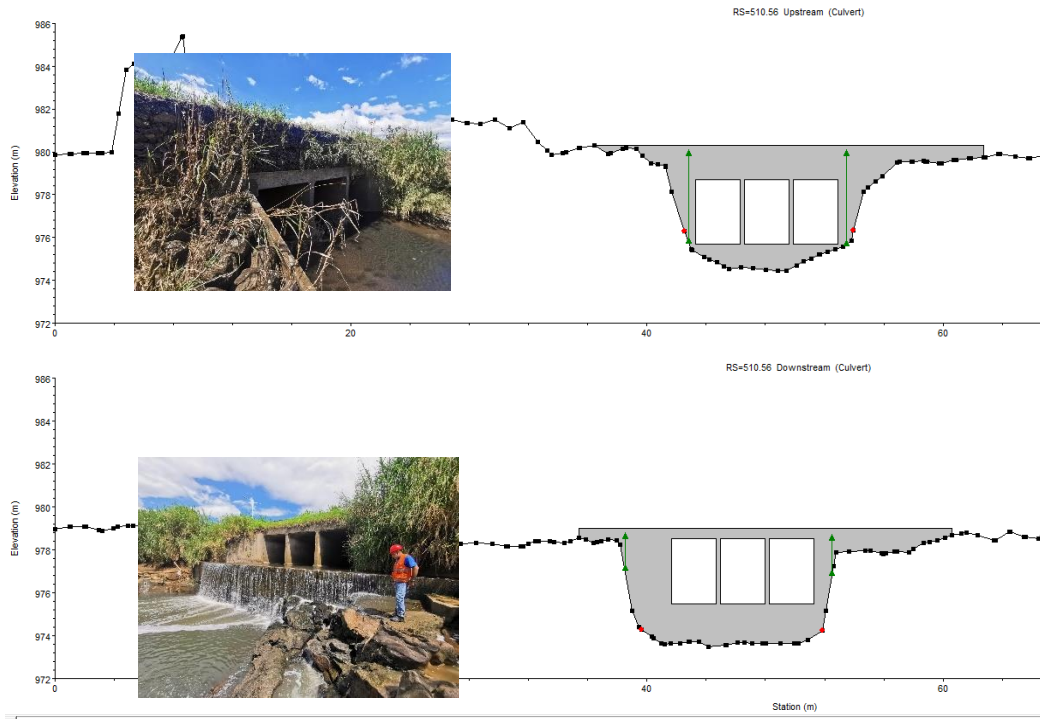 RS=510.56 Upstream (Culvert)
986
984
982
980
978
976
974
972
Elevation (m)
0 20 40 60
RS=510.56 Downstream (Culvert)
986
984
982
980
978
976
974
972
Elevation (m)
0 40 60
Station (m)